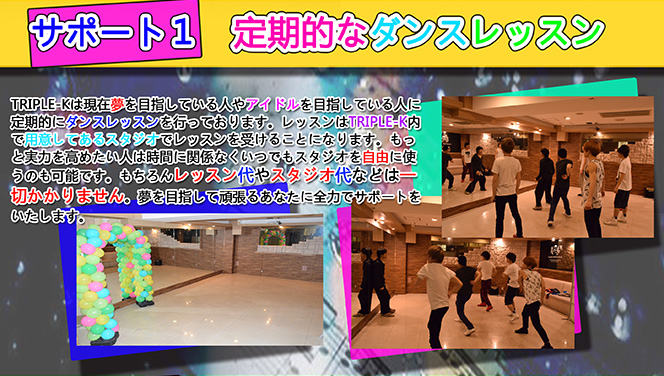 サポート１ 定期的なダンスレッスン
TRIPLE-Kは現在夢を目指している人やアイドルを目指している人に
定期的にダンスレッスンを行っております。レッスンはTRIPLE-K内
で用意してあるスタジオでレッスンを受けることになります。もっ
と実力を高めたい人は時間に関係なくいつでもスタジオを自由に使
うのも可能です。もちろんレッスン代やスタジオ代などは一
切かかりません。夢を目指して頑張るあなたに全力でサポートを
いたします。